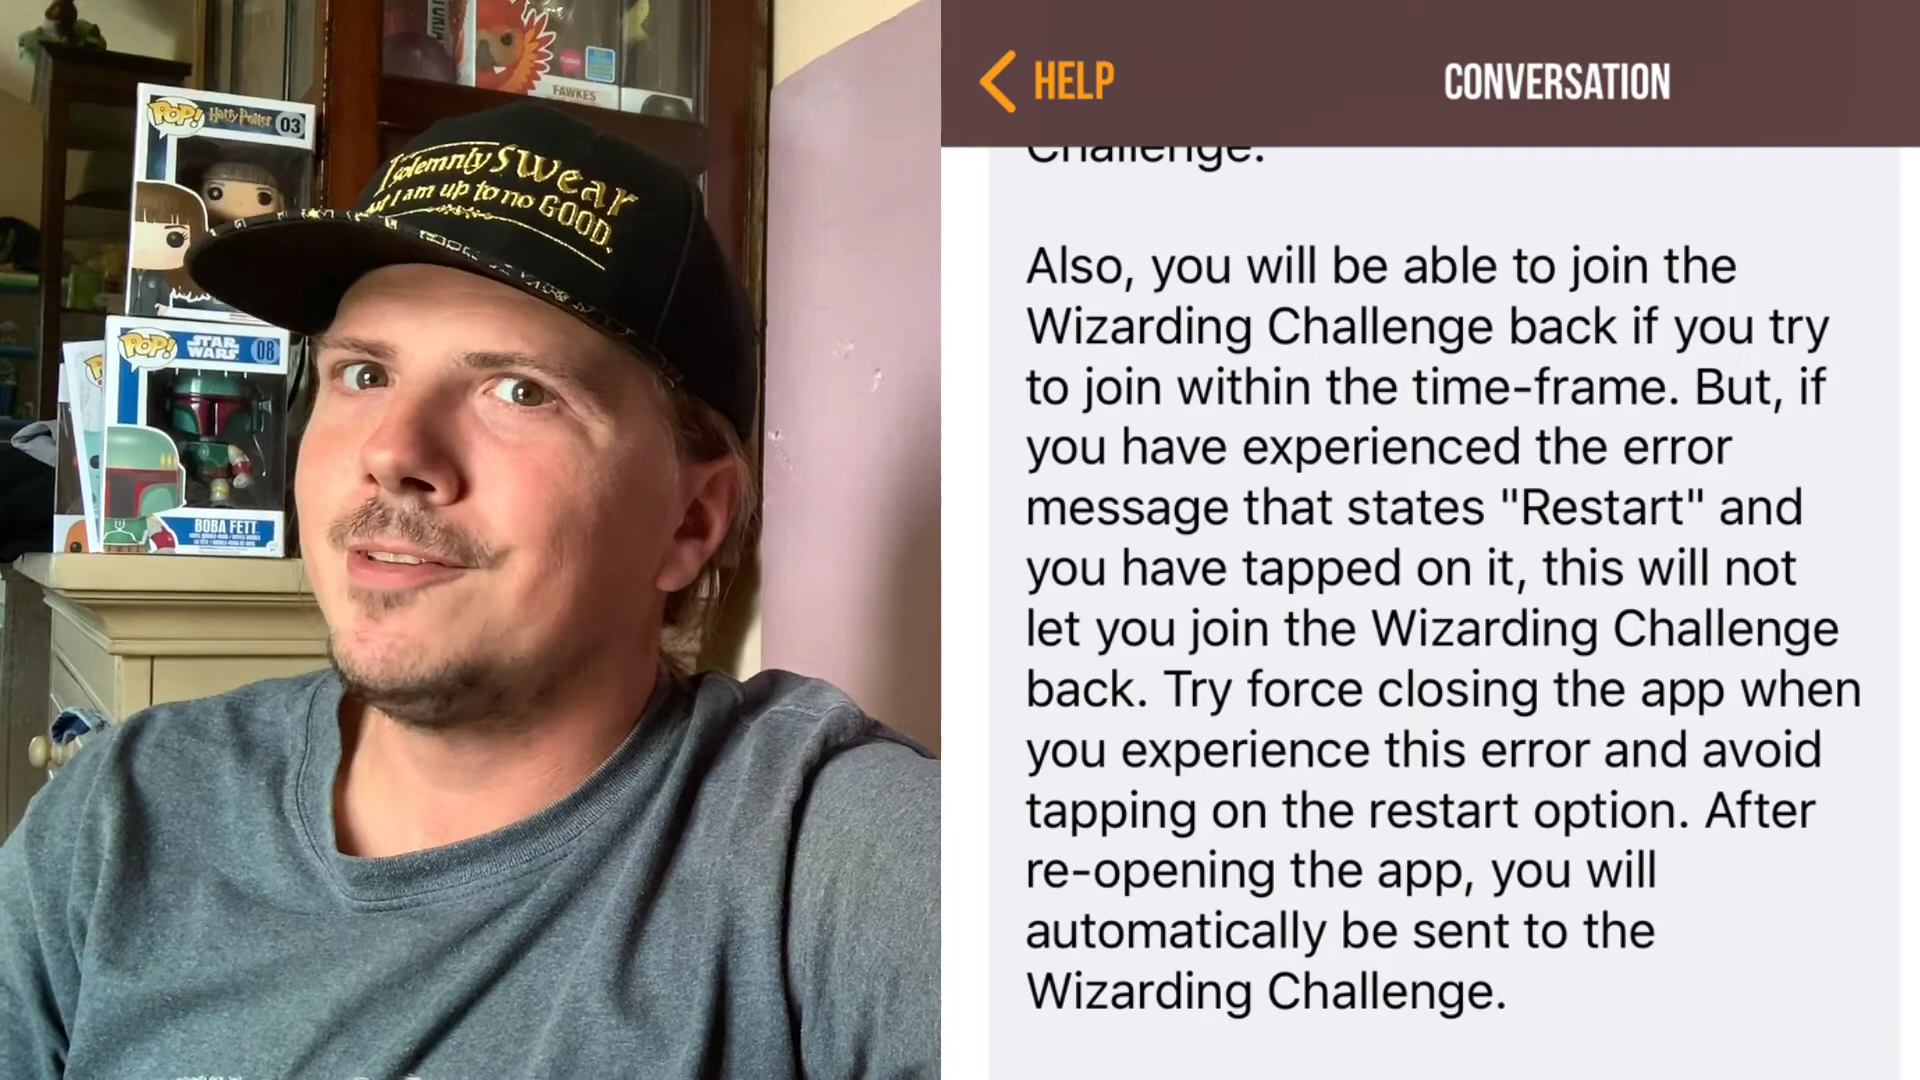 FAWKES
POP! Harry Potter 03
I solemnly swear
I am up to no GOOD.
POP! STAR WARS 08
BOBA FETT
HELP
CONVERSATION
Challenge.
Also, you will be able to join the
Wizarding Challenge back if you try
to join within the time-frame. But, if
you have experienced the error
message that states "Restart" and
you have tapped on it, this will not
let you join the Wizarding Challenge
back. Try force closing the app when
you experience this error and avoid
tapping on the restart option. After
re-opening the app, you will
automatically be sent to the
Wizarding Challenge.